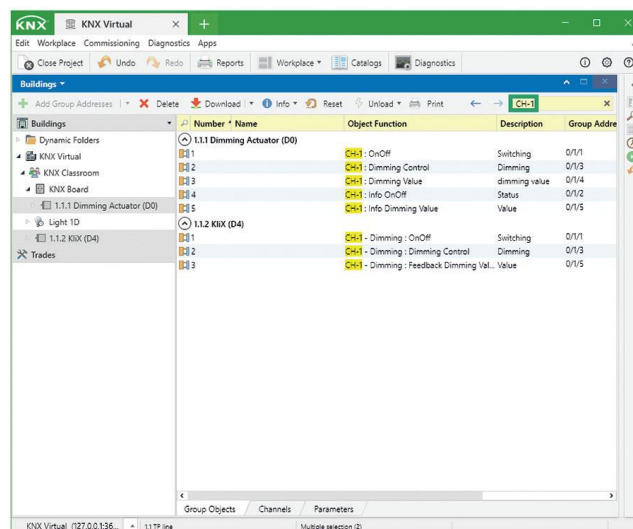 KNX KNX Virtual × +
Edit Workplace Commissioning Diagnostics Apps
Close Project Undo Redo Reports Workplace Catalogs Diagnostics
Buildings
Add Group Addresses Delete Download Info Reset Unload Print CH-1
Buildings
Number Name Object Function Description Group Addre
Dynamic Folders
KNX Virtual
KNX Classroom
KNX Board
1.1.1 Dimming Actuator (D0)
Light 1D
1.1.2 KliX (D4)
Trades
1.1.1 Dimming Actuator (D0)
1 CH-1 : OnOff Switching 0/1/1
2 CH-1 : Dimming Control Dimming 0/1/3
3 CH-1 : Dimming Value dimming value 0/1/4
4 CH-1 : Info OnOff Status 0/1/2
5 CH-1 : Info Dimming Value Value 0/1/5
1.1.2 KliX (D4)
1 CH-1 - Dimming : OnOff Switching 0/1/1
2 CH-1 - Dimming : Dimming Control Dimming 0/1/3
3 CH-1 - Dimming : Feedback Dimming Val... Value 0/1/5
Group Objects Channels Parameters
KNX Virtual (127.0.0.1:36... 1.1 TP line Multiple selection (2)